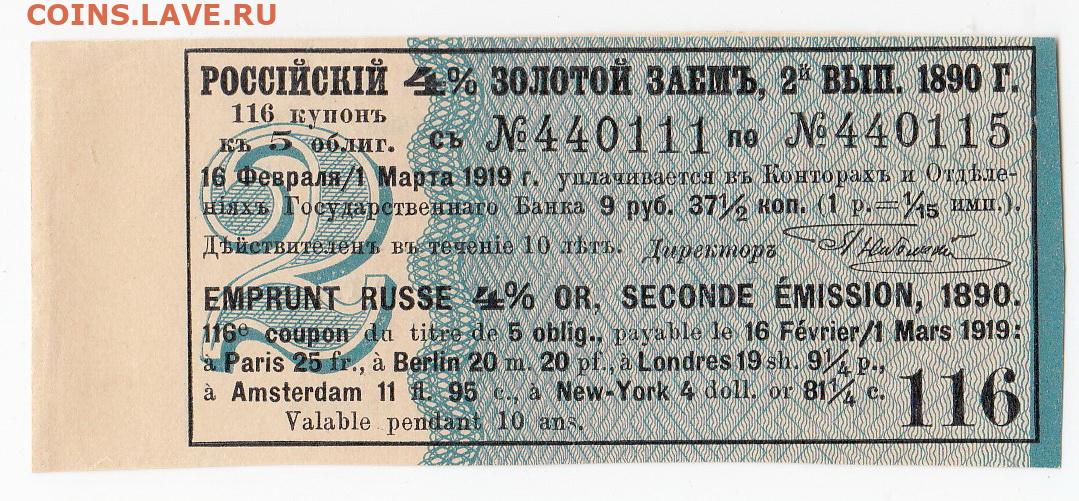 COINS.LAVE.RU
РОССІЙСКІЙ 4% ЗОЛОТОЙ ЗАЕМЪ, 2й ВЫП. 1890 Г.
116 купонъ
къ 5 облиг. съ №440111 по №440115
16 Февраля/1 Марта 1919 г. уплачивается въ Конторахъ и Отдѣле-
ніяхъ Государственнаго Банка 9 руб. 37½ коп. (1 р.=1/15 имп.).
Дѣйствителенъ въ теченіе 10 лѣтъ. Директоръ
EMPRUNT RUSSE 4% OR, SECONDE ÉMISSION, 1890.
116e coupon du titre de 5 oblig., payable le 16 Février/1 Mars 1919:
à Paris 25 fr., à Berlin 20 m. 20 pf., à Londres 19 sh. 9¼ p.,
à Amsterdam 11 fl. 95 c., à New-York 4 doll. or 81¼ c.
Valable pendant 10 ans.
116
2